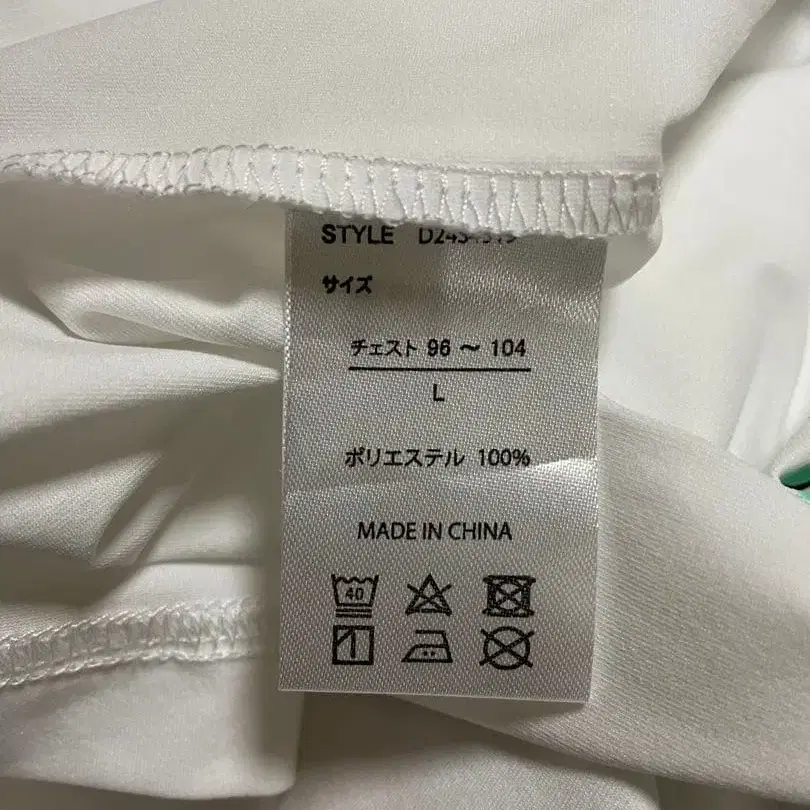 STYLE
サイズ
チェスト 96 ～ 104
L
ポリエステル 100%
MADE IN CHINA
40